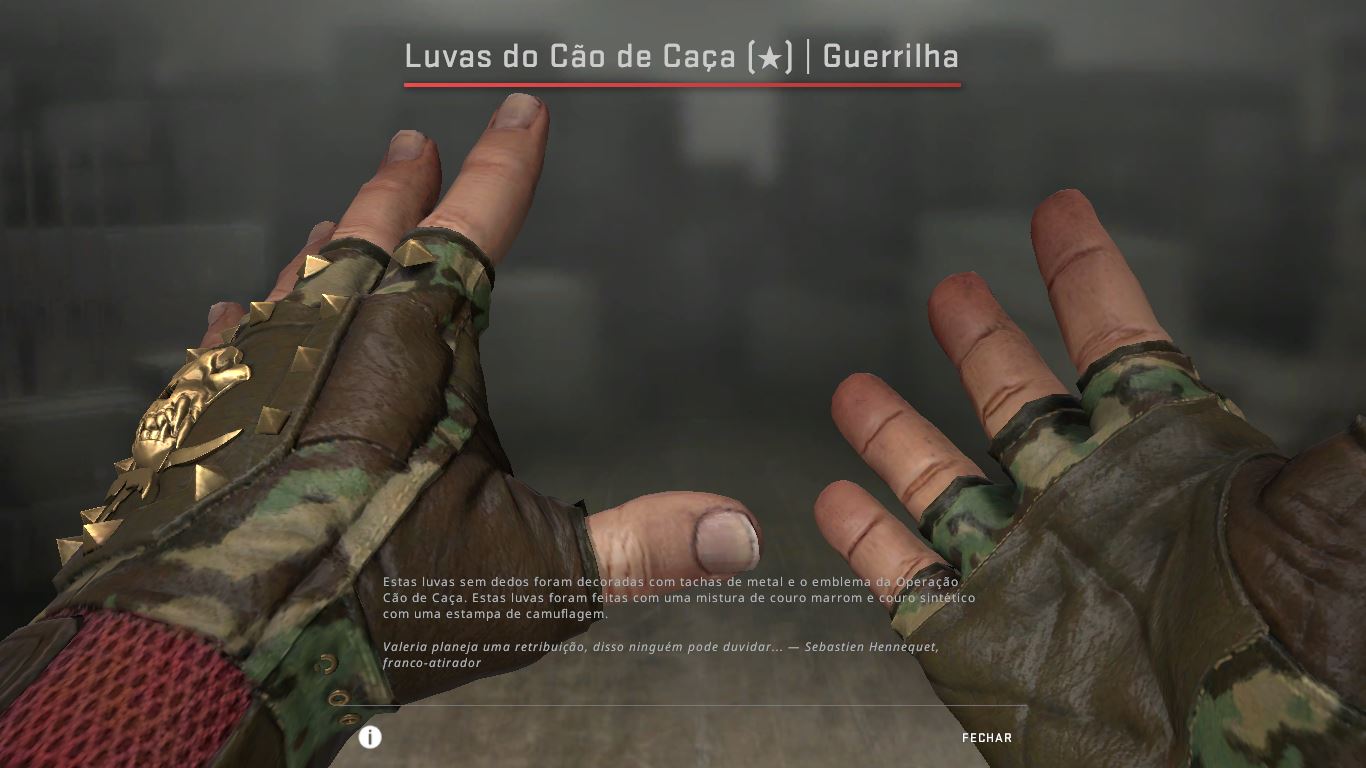 Luvas do Cão de Caça (★) | Guerrilha
Estas luvas sem dedos foram decoradas com tachas de metal e o emblema da Operação
Cão de Caça. Estas luvas foram feitas com uma mistura de couro marrom e couro sintético
com uma estampa de camuflagem.
Valeria planeja uma retribuição, disso ninguém pode duvidar... — Sebastien Hennequet,
franco-atirador
FECHAR